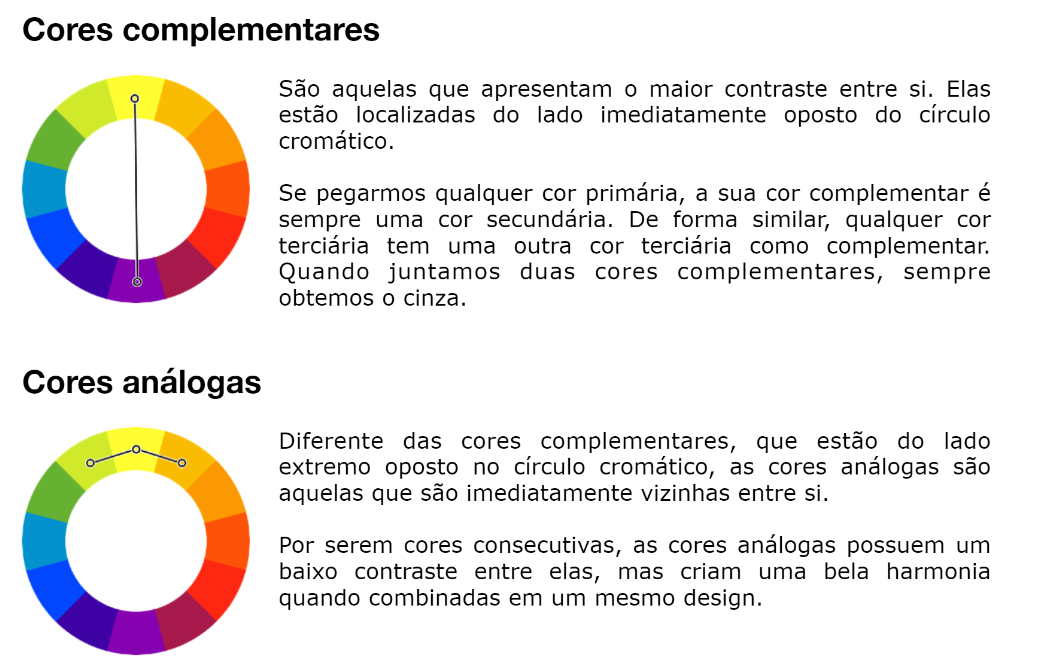 Cores complementares
São aquelas que apresentam o maior contraste entre si. Elas
estão localizadas do lado imediatamente oposto do círculo
cromático.
Se pegarmos qualquer cor primária, a sua cor complementar é
sempre uma cor secundária. De forma similar, qualquer cor
terciária tem uma outra cor terciária como complementar.
Quando juntamos duas cores complementares, sempre
obtemos o cinza.
Cores análogas
Diferente das cores complementares, que estão do lado
extremo oposto no círculo cromático, as cores análogas são
aquelas que são imediatamente vizinhas entre si.
Por serem cores consecutivas, as cores análogas possuem um
baixo contraste entre elas, mas criam uma bela harmonia
quando combinadas em um mesmo design.